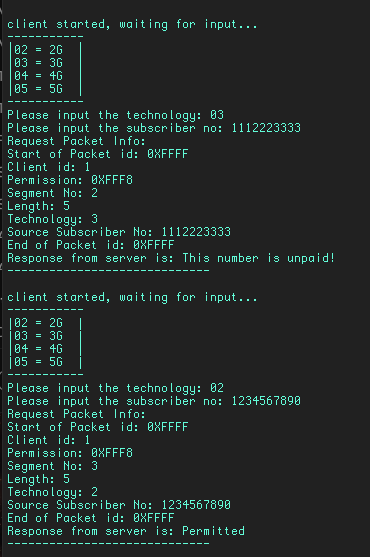 client started, waiting for input...
-----------
|02 = 2G  |
|03 = 3G  |
|04 = 4G  |
|05 = 5G  |
-----------
Please input the technology: 03
Please input the subscriber no: 1112223333
Request Packet Info:
Start of Packet id: 0XFFFF
Client id: 1
Permission: 0XFFF8
Segment No: 2
Length: 5
Technology: 3
Source Subscriber No: 1112223333
End of Packet id: 0XFFFF
Response from server is: This number is unpaid!
-----------------------------
client started, waiting for input...
-----------
|02 = 2G  |
|03 = 3G  |
|04 = 4G  |
|05 = 5G  |
-----------
Please input the technology: 02
Please input the subscriber no: 1234567890
Request Packet Info:
Start of Packet id: 0XFFFF
Client id: 1
Permission: 0XFFF8
Segment No: 3
Length: 5
Technology: 2
Source Subscriber No: 1234567890
End of Packet id: 0XFFFF
Response from server is: Permitted
-----------------------------